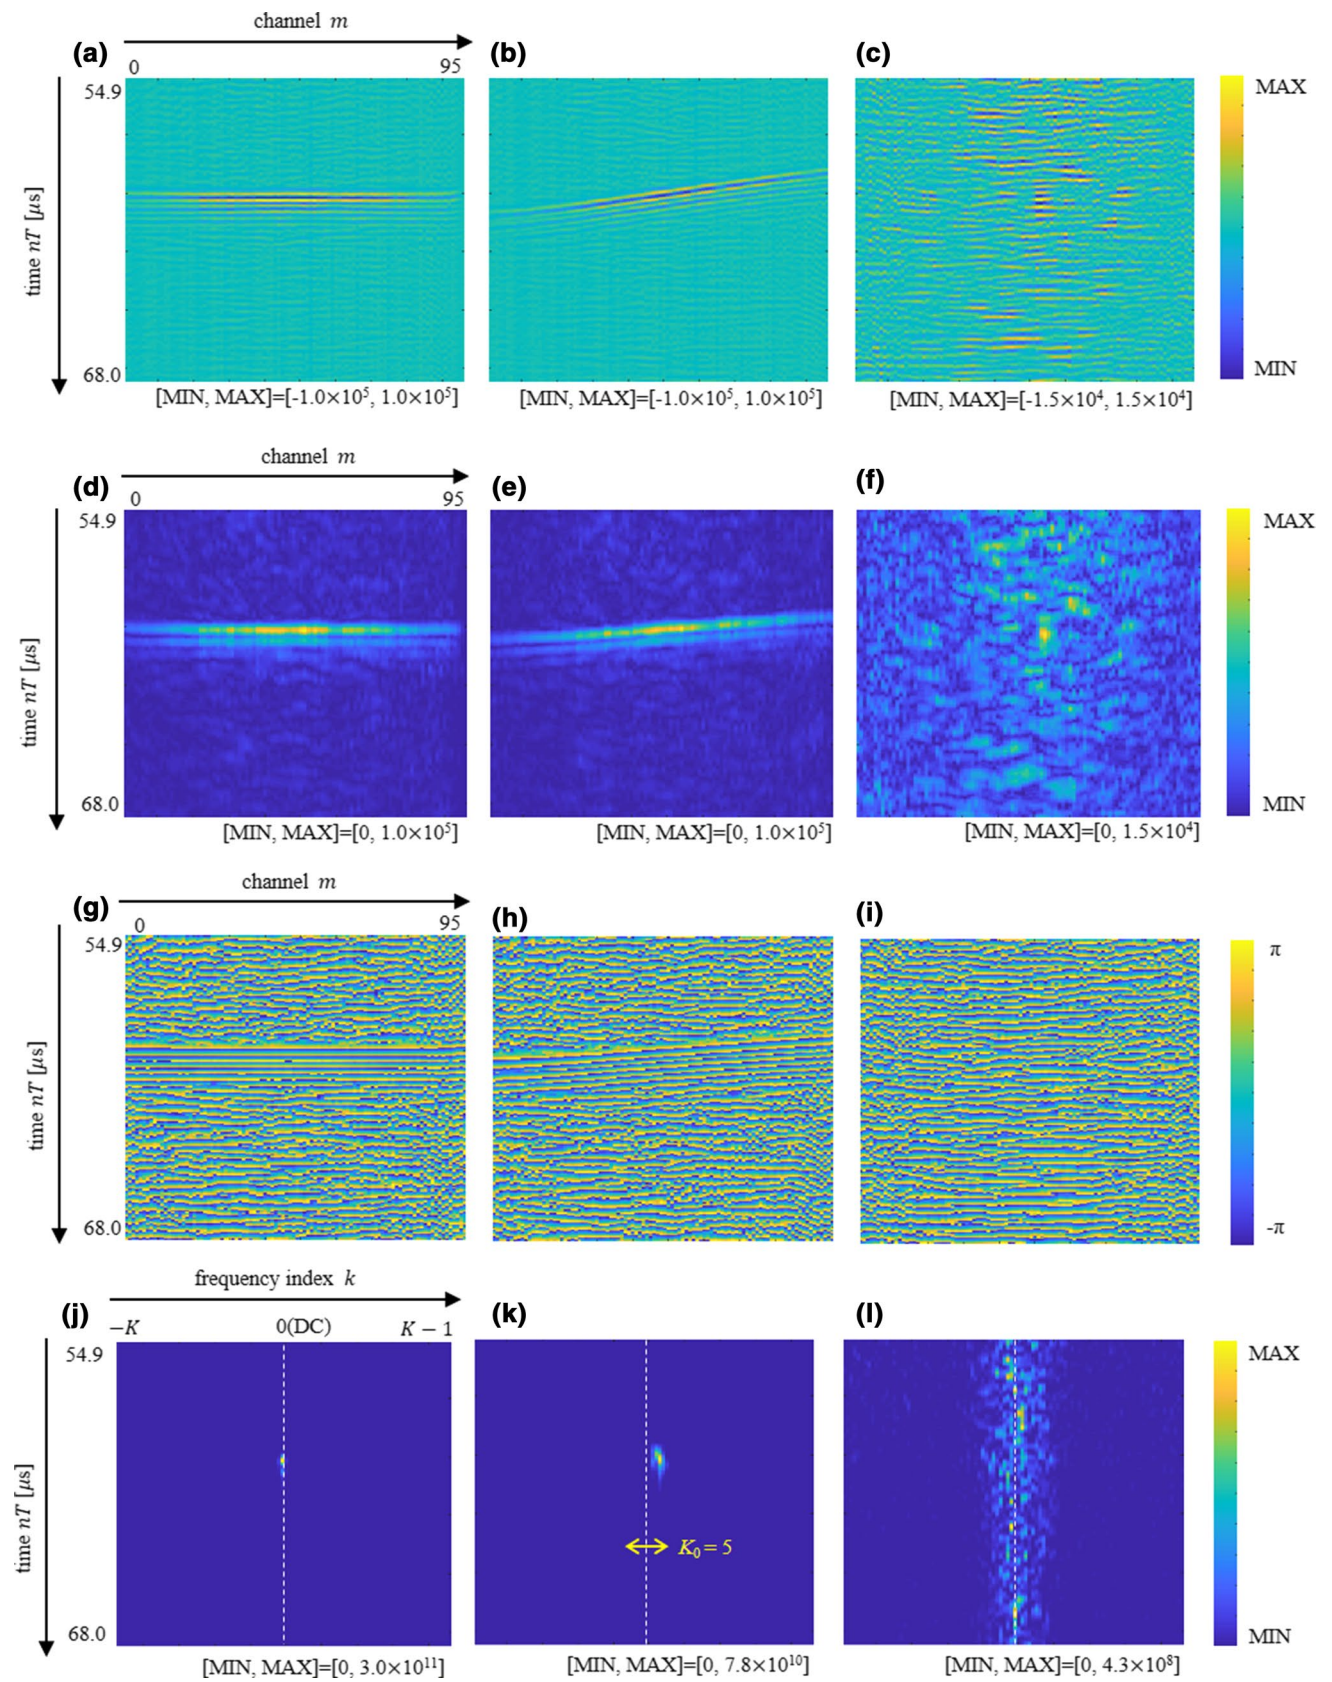 channel m
(a)
(b)
(c)
0
95
54.9
MAX
time nT [μs]
68.0
MIN
[MIN, MAX]=[-1.0×10⁵, 1.0×10⁵]
[MIN, MAX]=[-1.0×10⁵, 1.0×10⁵]
[MIN, MAX]=[-1.5×10⁴, 1.5×10⁴]
channel m
(d)
(e)
(f)
0
95
54.9
MAX
time nT [μs]
68.0
MIN
[MIN, MAX]=[0, 1.0×10⁵]
[MIN, MAX]=[0, 1.0×10⁵]
[MIN, MAX]=[0, 1.5×10⁴]
channel m
(g)
(h)
(i)
0
95
54.9
π
time nT [μs]
68.0
-π
frequency index k
(j)
(k)
(l)
−K
0(DC)
K − 1
54.9
MAX
time nT [μs]
K₀ = 5
68.0
MIN
[MIN, MAX]=[0, 3.0×10¹¹]
[MIN, MAX]=[0, 7.8×10¹⁰]
[MIN, MAX]=[0, 4.3×10⁸]